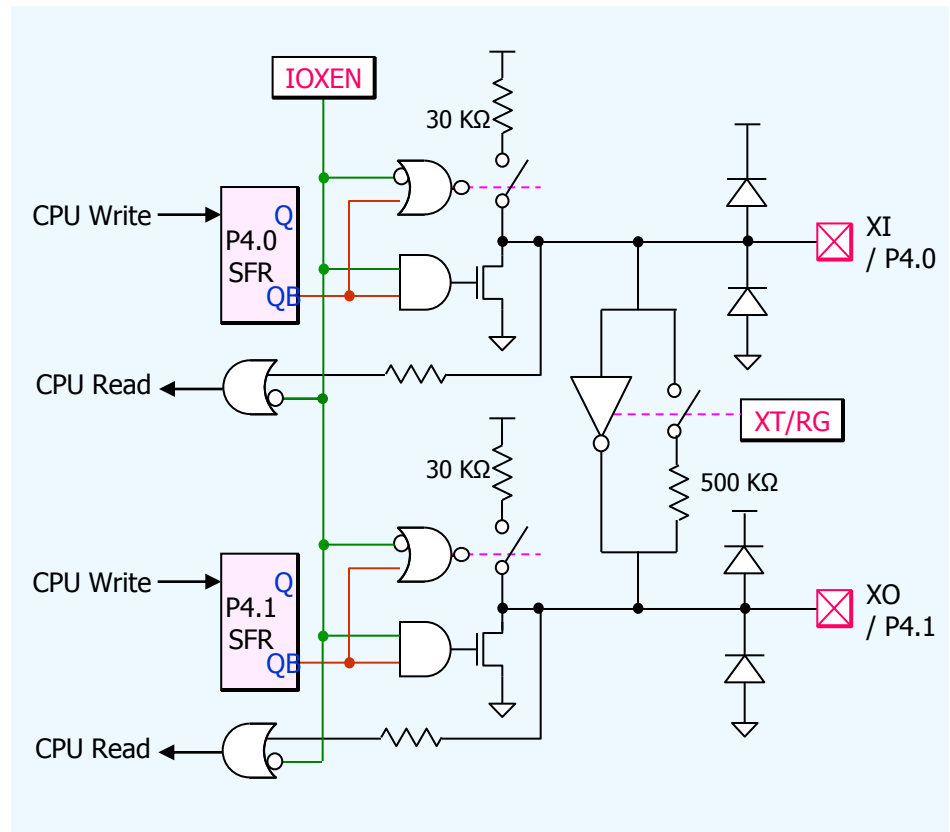 IOXEN
30 KΩ
CPU Write
Q
P4.0
SFR
QB
XI
/ P4.0
CPU Read
XT/RG
30 KΩ
500 KΩ
CPU Write
Q
P4.1
SFR
QB
XO
/ P4.1
CPU Read